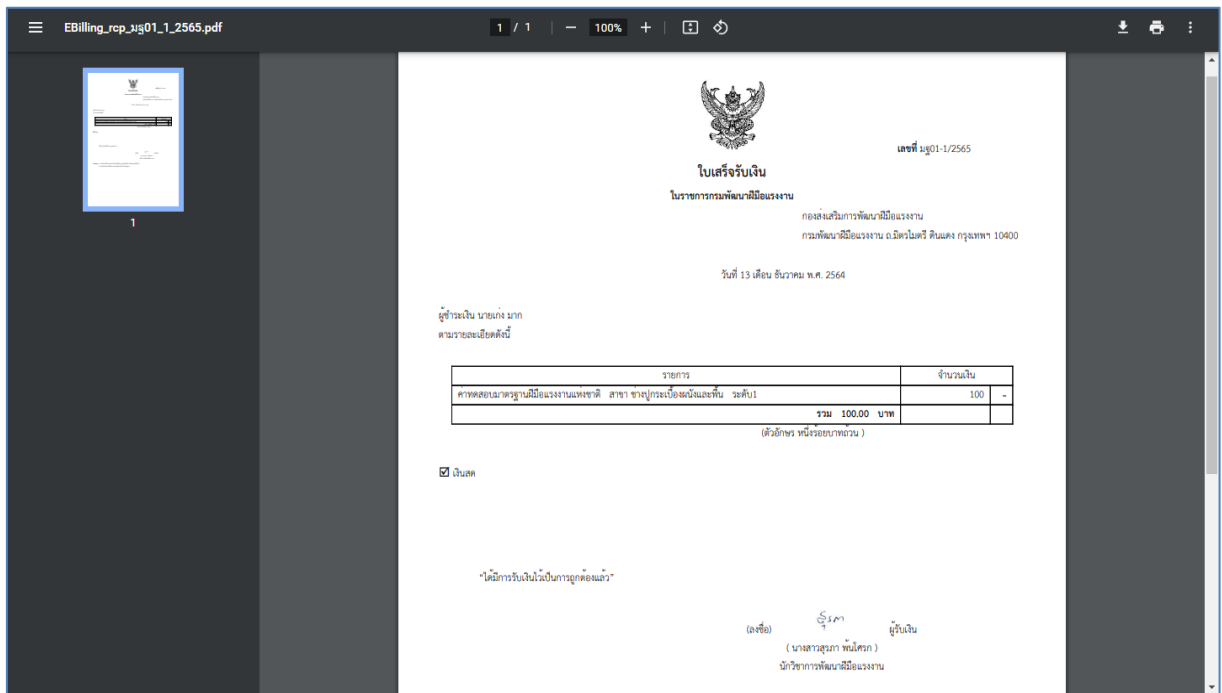 EBilling_rcp_มฐ01_1_2565.pdf
1 / 1
100%
1
เลขที่ มฐ01-1/2565
ใบเสร็จรับเงิน
ในราชการกรมพัฒนาฝีมือแรงงาน
กองส่งเสริมการพัฒนาฝีมือแรงงาน
กรมพัฒนาฝีมือแรงงาน ถ.มิตรไมตรี ดินแดง กรุงเทพฯ 10400
วันที่ 13 เดือน ธันวาคม พ.ศ. 2564
ผู้ชำระเงิน นายเก่ง มาก
ตามรายละเอียดดังนี้
รายการ จำนวนเงิน
ค่าทดสอบมาตรฐานฝีมือแรงงานแห่งชาติ สาขา ช่างปูกระเบื้องผนังและพื้น ระดับ1 100 -
รวม 100.00 บาท
(ตัวอักษร หนึ่งร้อยบาทถ้วน )
เงินสด
"ได้มีการรับเงินไว้เป็นการถูกต้องแล้ว"
(ลงชื่อ) ผู้รับเงิน
( นางสาวสุรภา พันโศรก )
นักวิชาการพัฒนาฝีมือแรงงาน